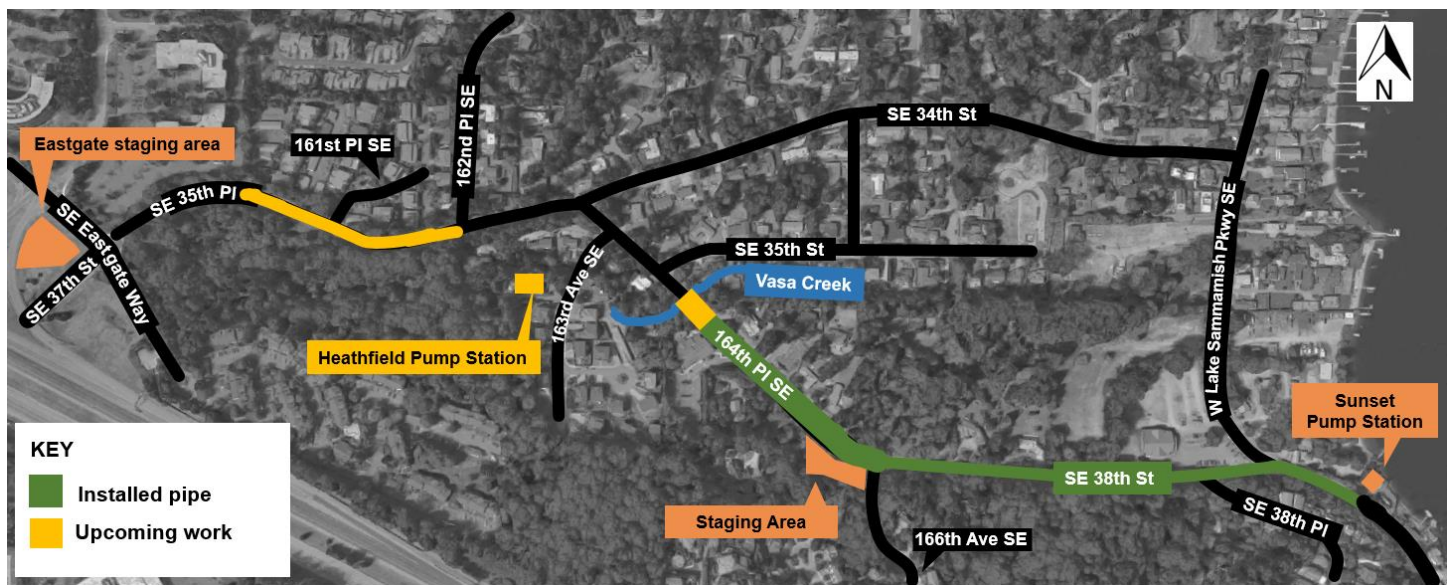 N
SE 34th St
Eastgate staging area
161st Pl SE
162nd Pl SE
SE 35th Pl
SE Eastgate Way
SE 37th St
SE 35th St
Vasa Creek
163rd Ave SE
Heathfield Pump Station
164th Pl SE
W Lake Sammamish Pkwy SE
Sunset
Pump Station
KEY
Installed pipe
Upcoming work
SE 38th St
SE 38th Pl
Staging Area
166th Ave SE